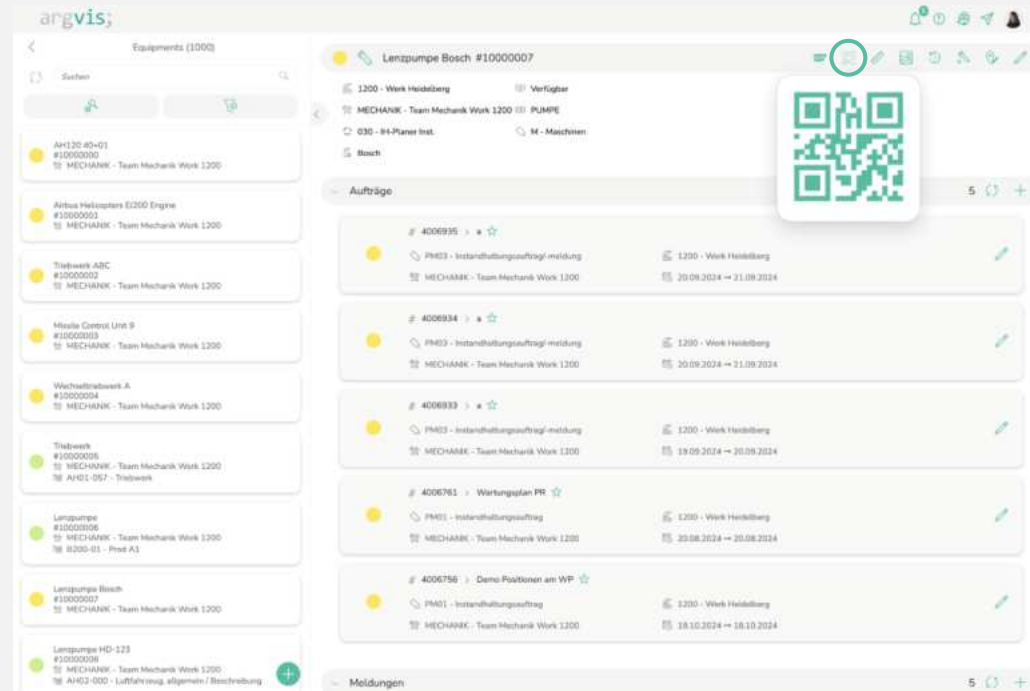 argvis;
Equipments (1000)
Suchen
AH120 40+01
#10000000
MECHANIK - Team Mechanik Work 1200
Airbus Helicopters Ec200 Engine
#10000001
MECHANIK - Team Mechanik Work 1200
Triebwerk ABC
#10000002
MECHANIK - Team Mechanik Work 1200
Missile Control Unit 9
#10000003
MECHANIK - Team Mechanik Work 1200
Wechseltriebwerk A
#10000004
MECHANIK - Team Mechanik Work 1200
Triebwerk
#10000005
MECHANIK - Team Mechanik Work 1200
AH01-057 - Triebwerk
Lenzpumpe
#10000006
MECHANIK - Team Mechanik Work 1200
B200-01 - Prod A1
Lenzpumpe Bosch
#10000007
MECHANIK - Team Mechanik Work 1200
Lenzpumpe HD-123
#10000008
MECHANIK - Team Mechanik Work 1200
AH02-000 - Luftfahrzeug, allgemein / Beschreibung
Lenzpumpe Bosch #10000007
1200 - Werk Heidelberg Verfügbar
MECHANIK - Team Mechanik Work 1200 PUMPE
030 - IH-Planer Inst. M - Maschinen
Bosch
Aufträge 5
# 4006935 > a
PM03 - Instandhaltungsauftrag/-meldung 1200 - Werk Heidelberg
MECHANIK - Team Mechanik Work 1200 20.09.2024 → 21.09.2024
# 4006934 > a
PM03 - Instandhaltungsauftrag/-meldung 1200 - Werk Heidelberg
MECHANIK - Team Mechanik Work 1200 20.09.2024 → 21.09.2024
# 4006933 > a
PM03 - Instandhaltungsauftrag/-meldung 1200 - Werk Heidelberg
MECHANIK - Team Mechanik Work 1200 19.09.2024 → 20.09.2024
# 4006761 > Wartungsplan PR
PM01 - Instandhaltungsauftrag 1200 - Werk Heidelberg
MECHANIK - Team Mechanik Work 1200 20.08.2024 → 20.08.2024
# 4006756 > Demo Positionen am WP
PM01 - Instandhaltungsauftrag 1200 - Werk Heidelberg
MECHANIK - Team Mechanik Work 1200 18.10.2024 → 18.10.2024
Meldungen 5